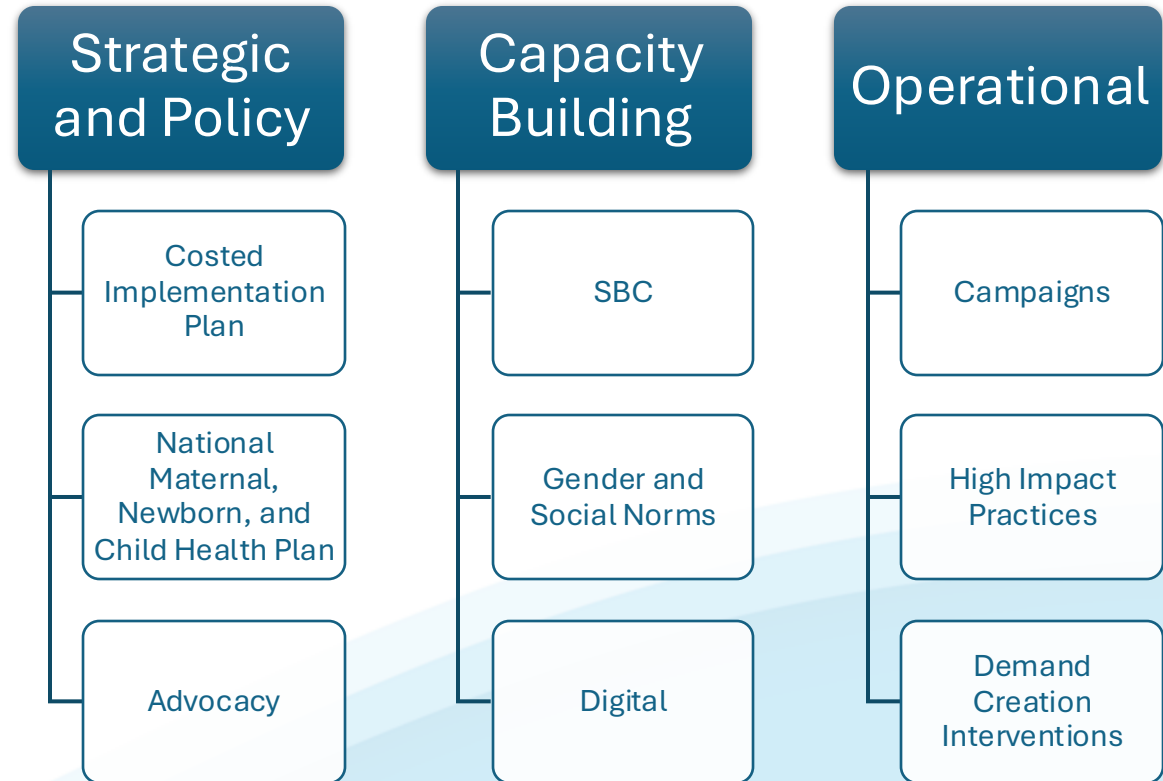 Strategic
and Policy
Costed
Implementation
Plan
National
Maternal,
Newborn, and
Child Health Plan
Advocacy
Capacity
Building
SBC
Gender and
Social Norms
Digital
Operational
Campaigns
High Impact
Practices
Demand
Creation
Interventions